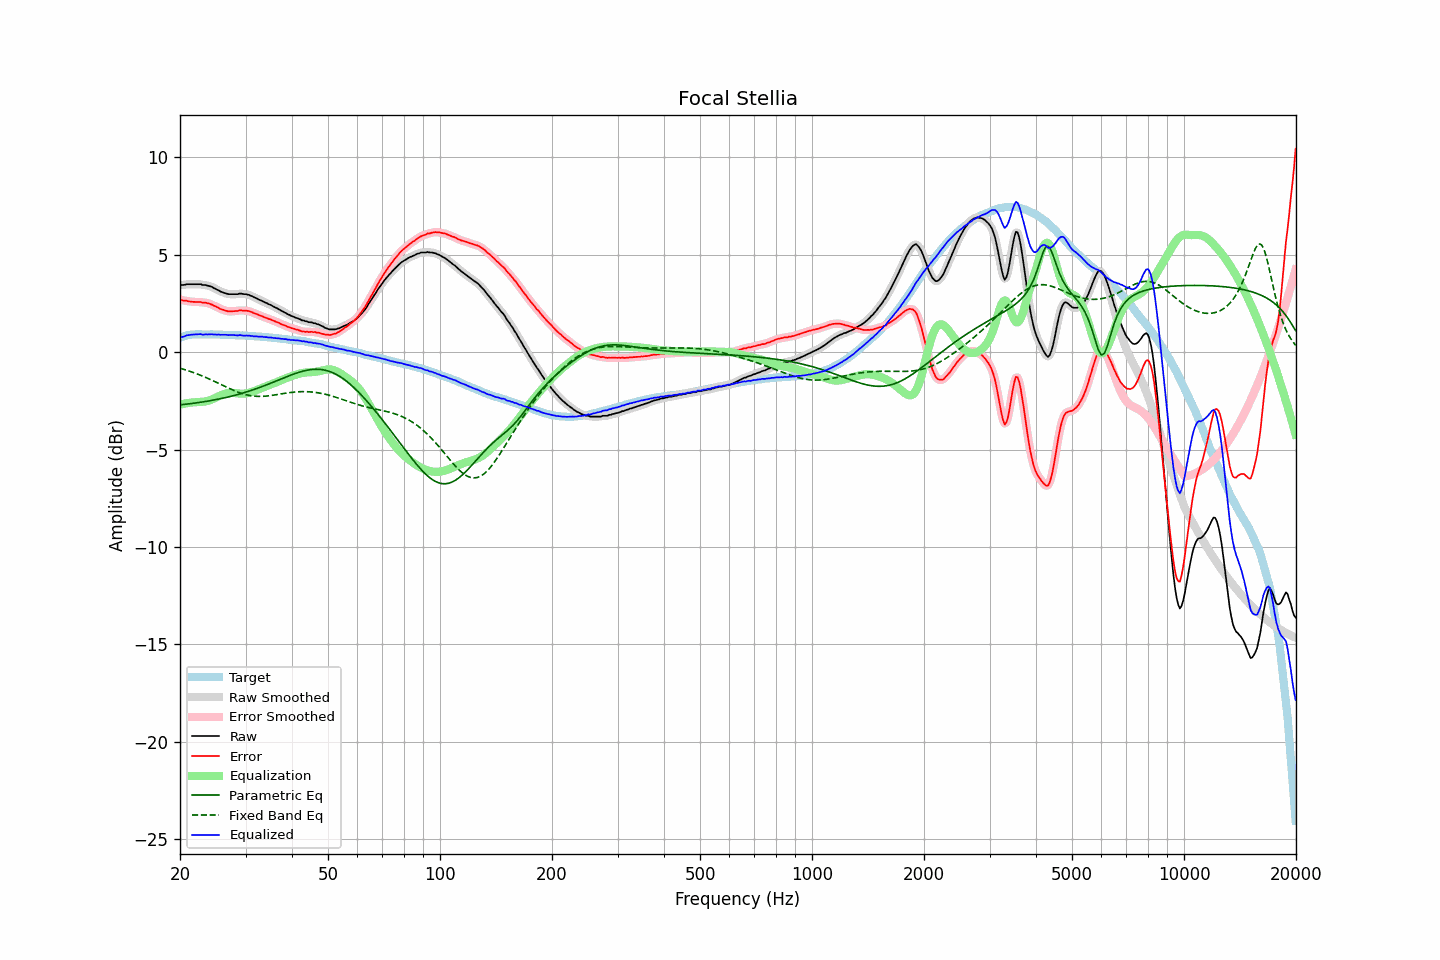 Focal Stellia
Amplitude (dBr)
10
5
0
−5
−10
−15
−20
−25
Target
Raw Smoothed
Error Smoothed
Raw
Error
Equalization
Parametric Eq
Fixed Band Eq
Equalized
20
50
100
200
500
1000
2000
5000
10000
20000
Frequency (Hz)